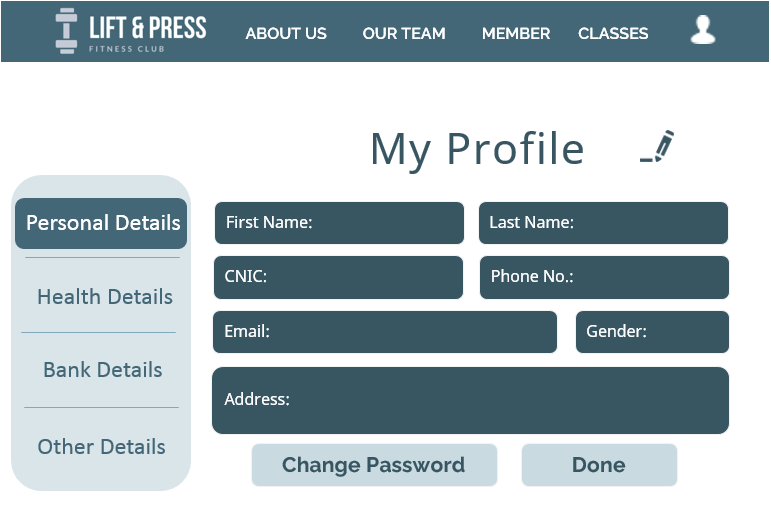 LIFT & PRESS
FITNESS CLUB
ABOUT US
OUR TEAM
MEMBER
CLASSES
My Profile
Personal Details
Health Details
Bank Details
Other Details
First Name:
Last Name:
CNIC:
Phone No.:
Email:
Gender:
Address:
Change Password
Done